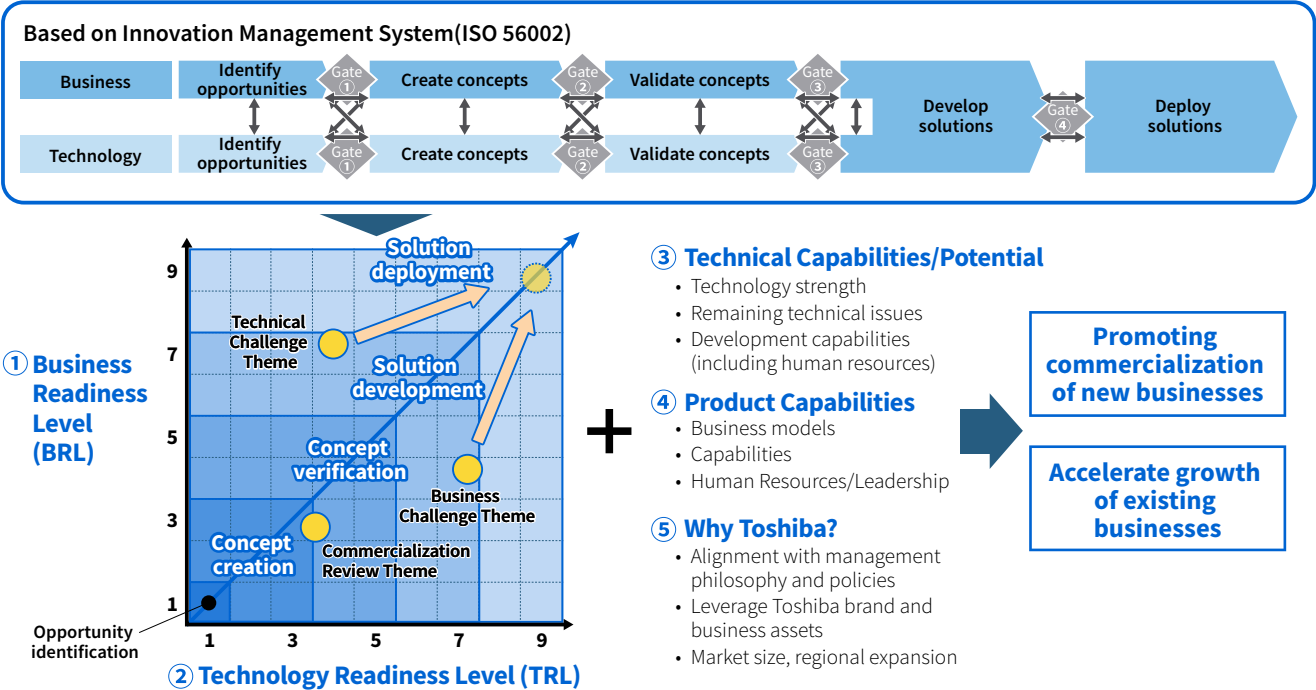 Based on Innovation Management System(ISO 56002)
Business
Identify
opportunities
Gate
①
Create concepts
Gate
②
Validate concepts
Gate
③
Develop
solutions
Gate
④
Deploy
solutions
Technology
Identify
opportunities
Gate
①
Create concepts
Gate
②
Validate concepts
Gate
③
① Business
Readiness
Level
(BRL)
9
7
5
3
1
Solution
deployment
Technical
Challenge
Theme
Solution
development
Concept
verification
Business
Challenge Theme
Concept
creation
Commercialization
Review Theme
Opportunity
identification
1 3 5 7 9
② Technology Readiness Level (TRL)
+
③ Technical Capabilities/Potential
• Technology strength
• Remaining technical issues
• Development capabilities
(including human resources)
④ Product Capabilities
• Business models
• Capabilities
• Human Resources/Leadership
⑤ Why Toshiba?
• Alignment with management
philosophy and policies
• Leverage Toshiba brand and
business assets
• Market size, regional expansion
Promoting
commercialization
of new businesses
Accelerate growth
of existing
businesses